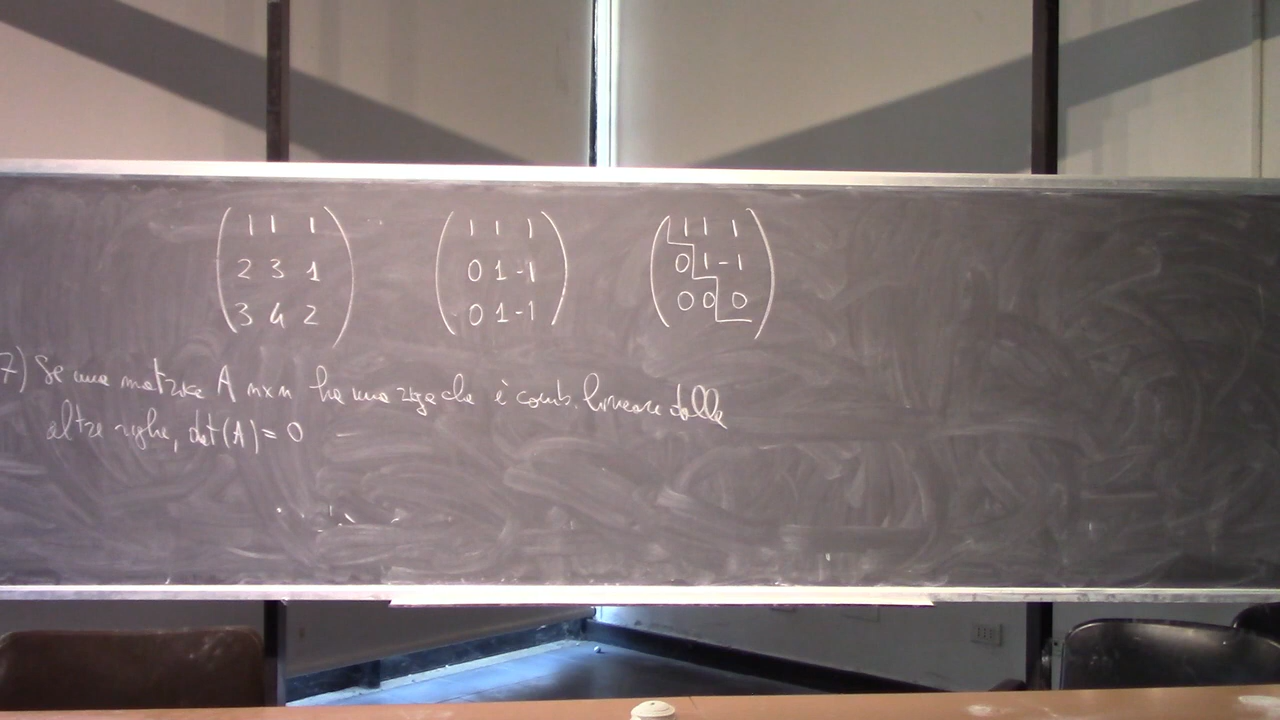 1 1 1 1 1 1 1 1 1
2 3 1 0 1 -1 0 1 -1
3 4 2 0 1 -1 0 0 0
7) Se una matrice A n×n ha una riga che è comb. lineare delle
altre righe, det(A) = 0